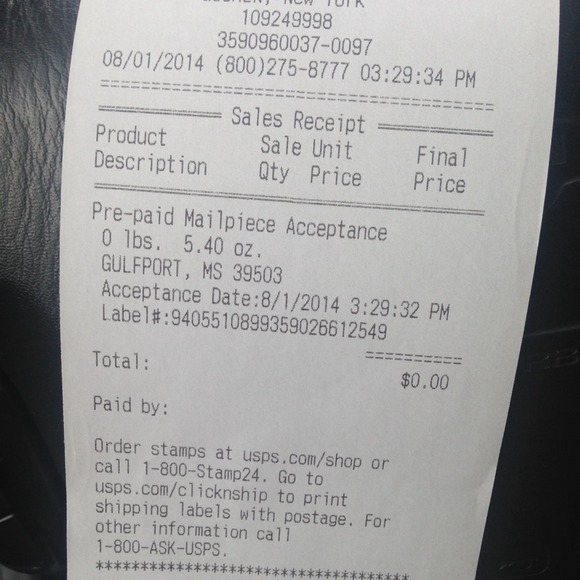 New York
109249998
3590960037-0097
08/01/2014 (800)275-8777 03:29:34 PM
========================================
========== Sales Receipt ==========
Product Sale Unit Final
Description Qty Price Price
Pre-paid Mailpiece Acceptance
0 lbs. 5.40 oz.
GULFPORT, MS 39503
Acceptance Date:8/1/2014 3:29:32 PM
Label#:9405510899359026612549
==========
Total: $0.00
Paid by:
Order stamps at usps.com/shop or
call 1-800-Stamp24. Go to
usps.com/clicknship to print
shipping labels with postage. For
other information call
1-800-ASK-USPS.
************************************